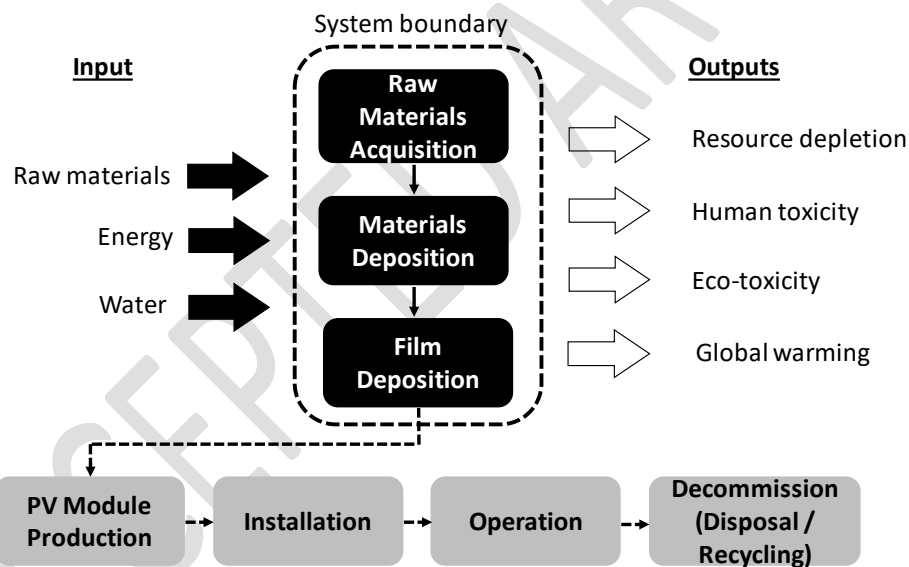 System boundary
Input
Outputs
Raw
Materials
Acquisition
Resource depletion
Raw materials
Human toxicity
Materials
Deposition
Energy
Eco-toxicity
Water
Film
Deposition
Global warming
PV Module
Production
Installation
Operation
Decommission
(Disposal /
Recycling)